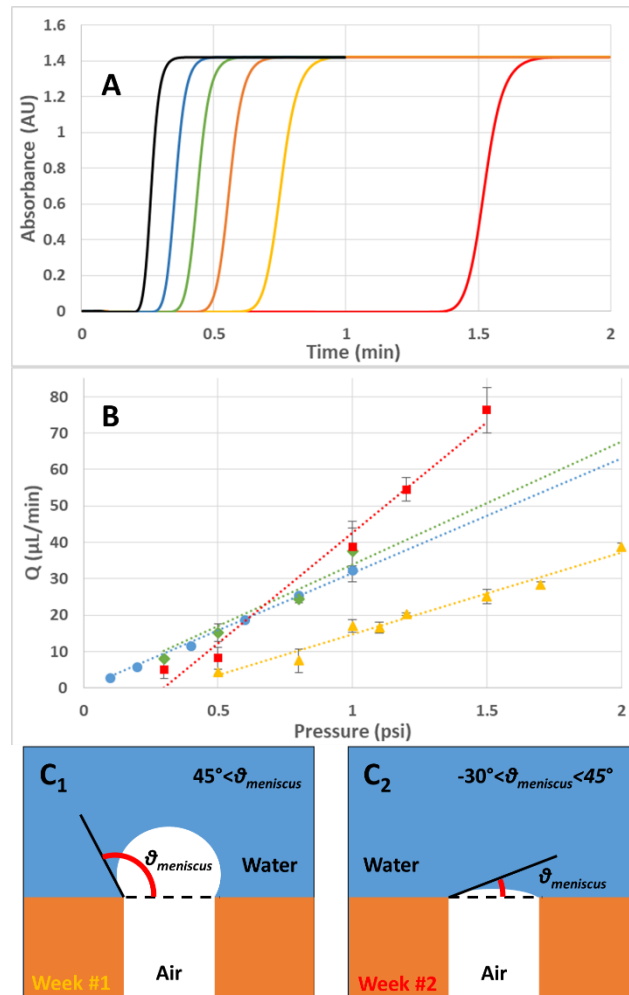 A
Absorbance (AU)
1.6
1.4
1.2
1
0.8
0.6
0.4
0.2
0
0
0.5
1
1.5
2
Time (min)
B
Q (µL/min)
80
70
60
50
40
30
20
10
0
0
0.5
1
1.5
2
Pressure (psi)
C1
45°<ϑmeniscus
ϑmeniscus
Water
Air
Week #1
C2
-30°<ϑmeniscus<45°
Water
ϑmeniscus
Air
Week #2